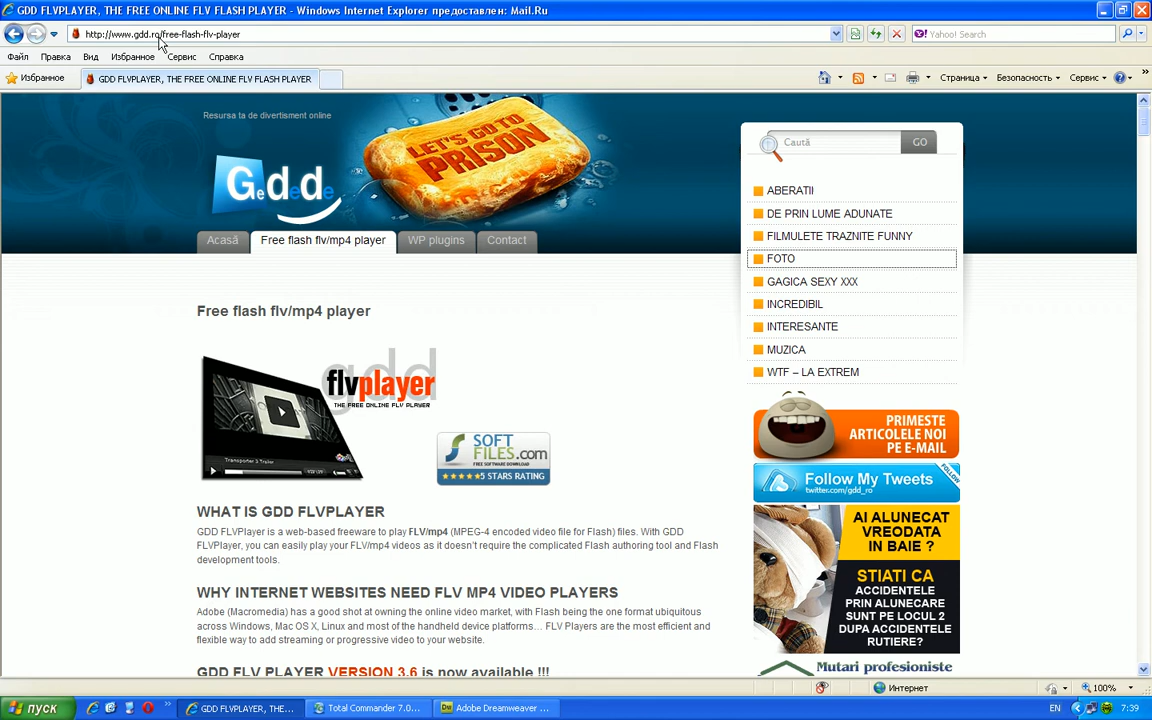 GDD FLVPLAYER, THE FREE ONLINE FLV FLASH PLAYER - Windows Internet Explorer предоставлен: Mail.Ru
http://www.gdd.ro/free-flash-flv-player
Yahoo! Search
Файл Правка Вид Избранное Сервис Справка
Избранное GDD FLVPLAYER, THE FREE ONLINE FLV FLASH PLAYER Страница Безопасность Сервис
Resursa ta de divertisment online
LET'S GO TO
PRISON
GeDeDe
Caută GO
Acasă Free flash flv/mp4 player WP plugins Contact
ABERATII
DE PRIN LUME ADUNATE
FILMULETE TRAZNITE FUNNY
FOTO
GAGICA SEXY XXX
INCREDIBIL
INTERESANTE
MUZICA
WTF – LA EXTREM
Free flash flv/mp4 player
gdd
flvplayer
THE FREE ONLINE FLV PLAYER
Transporter 3 Trailer
SOFT
FILES.com
FREE SOFTWARE DOWNLOAD
5 STARS RATING
WHAT IS GDD FLVPLAYER
GDD FLVPlayer is a web-based freeware to play FLV/mp4 (MPEG-4 encoded video file for Flash) files. With GDD
FLVPlayer, you can easily play your FLV/mp4 videos as it doesn't require the complicated Flash authoring tool and Flash
development tools.
WHY INTERNET WEBSITES NEED FLV MP4 VIDEO PLAYERS
Adobe (Macromedia) has a good shot at owning the online video market, with Flash being the one format ubiquitous
across Windows, Mac OS X, Linux and most of the handheld device platforms… FLV Players are the most efficient and
flexible way to add streaming or progressive video to your website.
GDD FLV PLAYER VERSION 3.6 is now available !!!
PRIMESTE
ARTICOLELE NOI
PE E-MAIL
Follow My Tweets
twitter.com/gdd_ro
FOLLOW
AI ALUNECAT
VREODATA
IN BAIE ?
STIATI CA
ACCIDENTELE
PRIN ALUNECARE
SUNT PE LOCUL 2
DUPA ACCIDENTELE
RUTIERE?
Mutari profesioniste
Интернет 100%
пуск GDD FLVPLAYER, THE... Total Commander 7.0... Adobe Dreamweaver ... EN 7:39